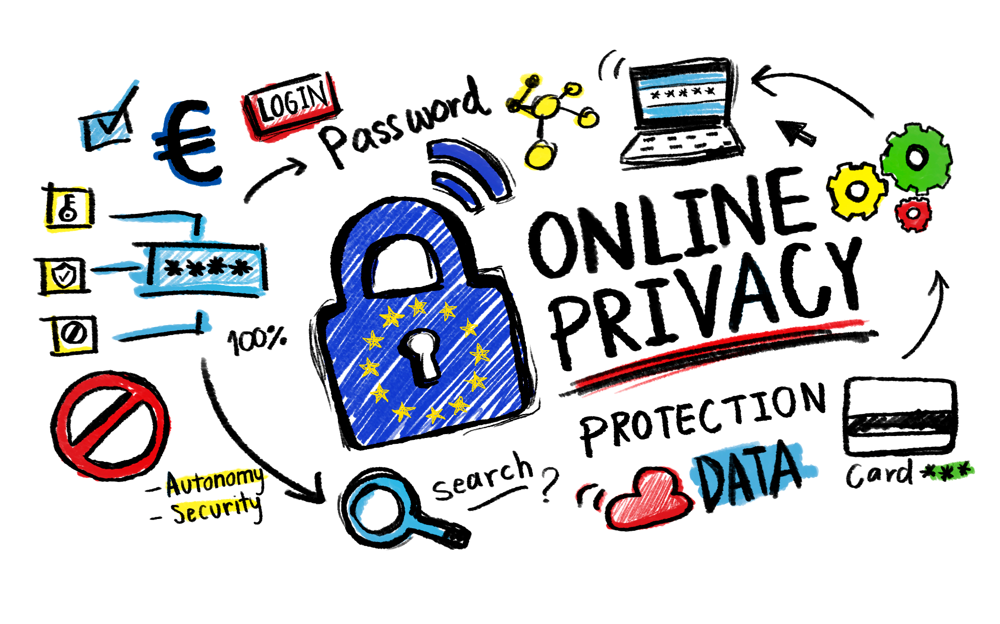 LOGIN
Password
*****
€
****
100%
ONLINE
PRIVACY
PROTECTION
DATA
- Autonomy
- Security
Search ?
Card ***